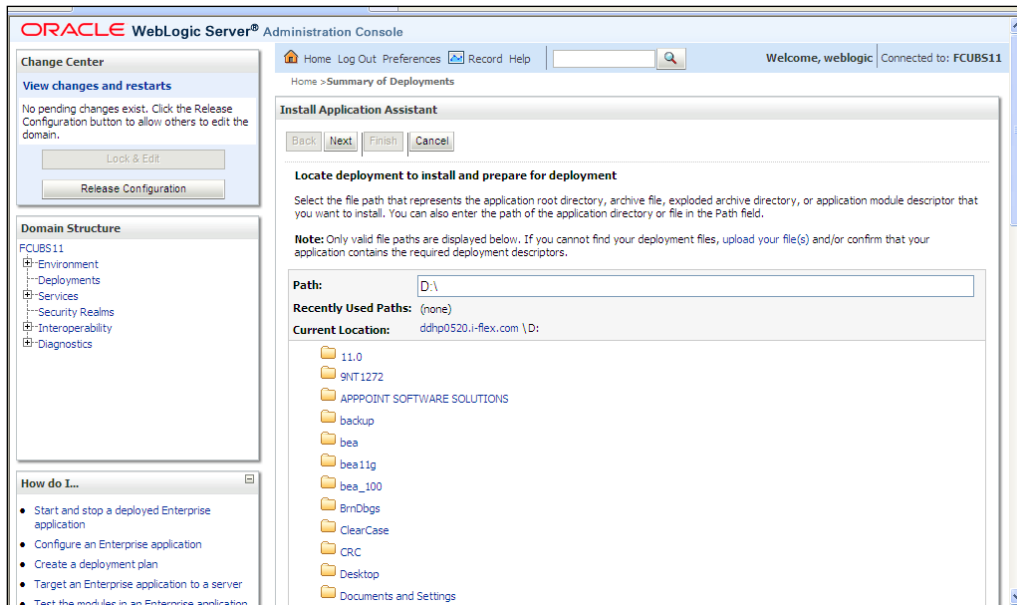 ORACLE WebLogic Server® Administration Console
Change Center
View changes and restarts
No pending changes exist. Click the Release
Configuration button to allow others to edit the
domain.
Lock & Edit
Release Configuration
Domain Structure
FCUBS11
Environment
Deployments
Services
Security Realms
Interoperability
Diagnostics
How do I...
Start and stop a deployed Enterprise
application
Configure an Enterprise application
Create a deployment plan
Target an Enterprise application to a server
Test the modules in an Enterprise application
Home Log Out Preferences Record Help
Welcome, weblogic Connected to: FCUBS11
Home >Summary of Deployments
Install Application Assistant
Back Next Finish Cancel
Locate deployment to install and prepare for deployment
Select the file path that represents the application root directory, archive file, exploded archive directory, or application module descriptor that
you want to install. You can also enter the path of the application directory or file in the Path field.
Note: Only valid file paths are displayed below. If you cannot find your deployment files, upload your file(s) and/or confirm that your
application contains the required deployment descriptors.
Path: D:\
Recently Used Paths: (none)
Current Location: ddhp0520.i-flex.com \D:
11.0
9NT1272
APPPOINT SOFTWARE SOLUTIONS
backup
bea
bea11g
bea_100
BrnDbgs
ClearCase
CRC
Desktop
Documents and Settings